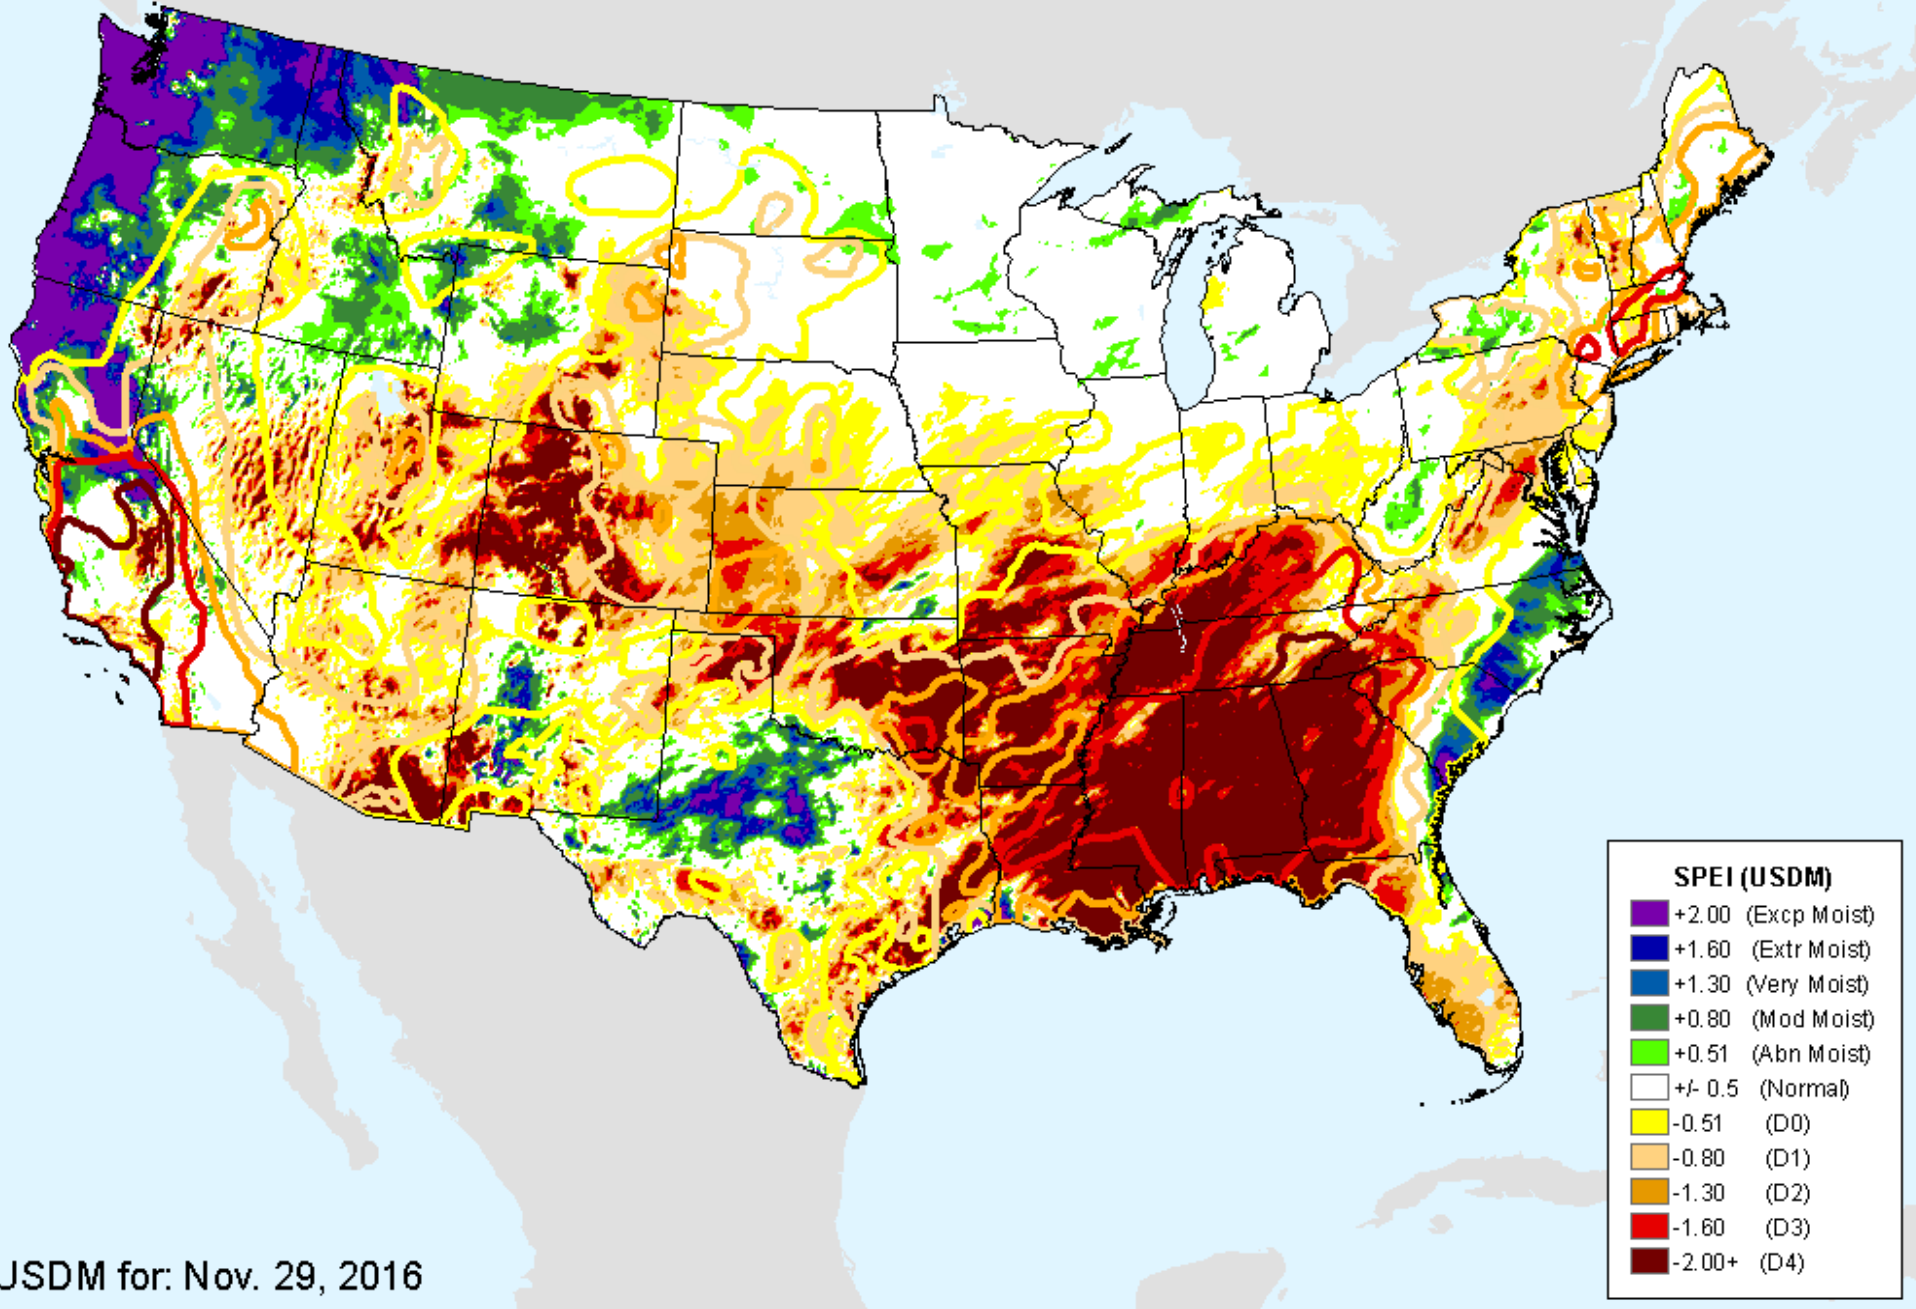 SPEI (USDM)
+2.00 (Excp Moist)
+1.60 (Extr Moist)
+1.30 (Very Moist)
+0.80 (Mod Moist)
+0.51 (Abn Moist)
+/- 0.5 (Normal)
-0.51 (D0)
-0.80 (D1)
-1.30 (D2)
-1.60 (D3)
-2.00+ (D4)
USDM for: Nov. 29, 2016